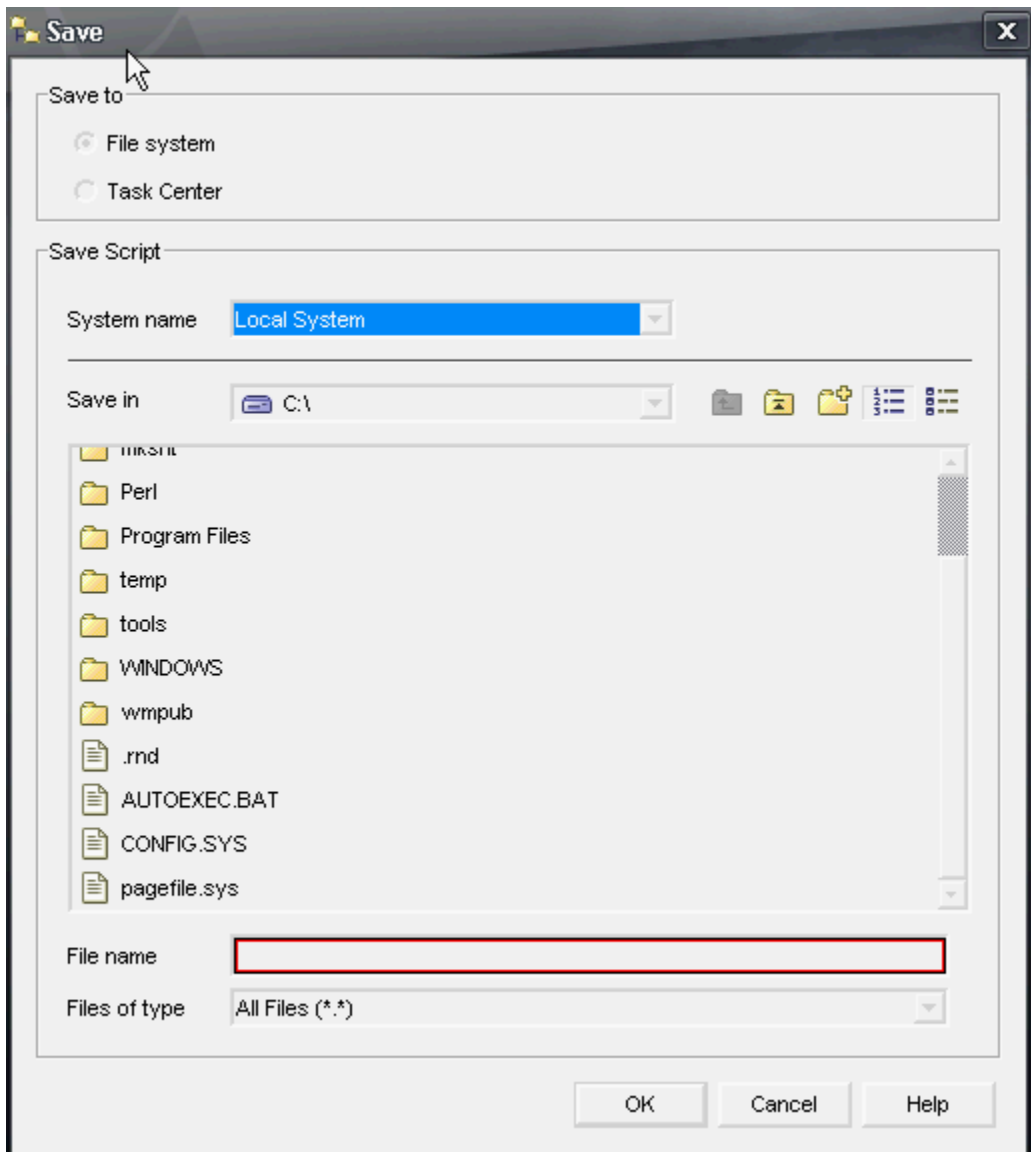 Save
Save to
File system
Task Center
Save Script
System name Local System
Save in C:\
Perl
Program Files
temp
tools
WINDOWS
wmpub
.rnd
AUTOEXEC.BAT
CONFIG.SYS
pagefile.sys
File name
Files of type All Files (*.*)
OK Cancel Help